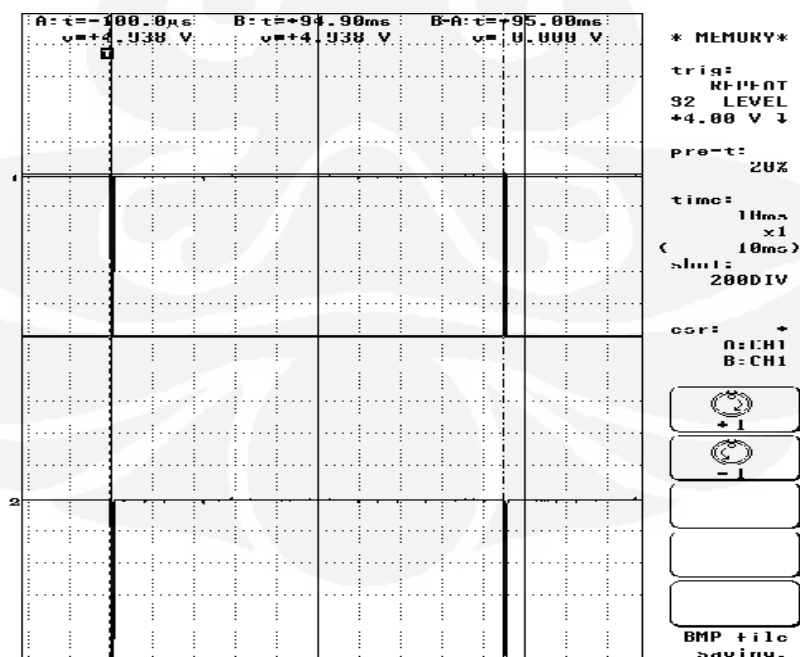 A:t=-100.0µs B:t=+94.90ms B-A:t=+95.00ms
v=+4.938 V v=+4.938 V v= 0.000 V
* MEMORY*
trig:
REPEAT
S2 LEVEL
+4.00 V ↓
pre-t:
20%
time:
10ms
x1
( 10ms)
shot:
200DIV
csr: +
A:CH1
B:CH1
+ 1
- 1
1
2
BMP file
saving.